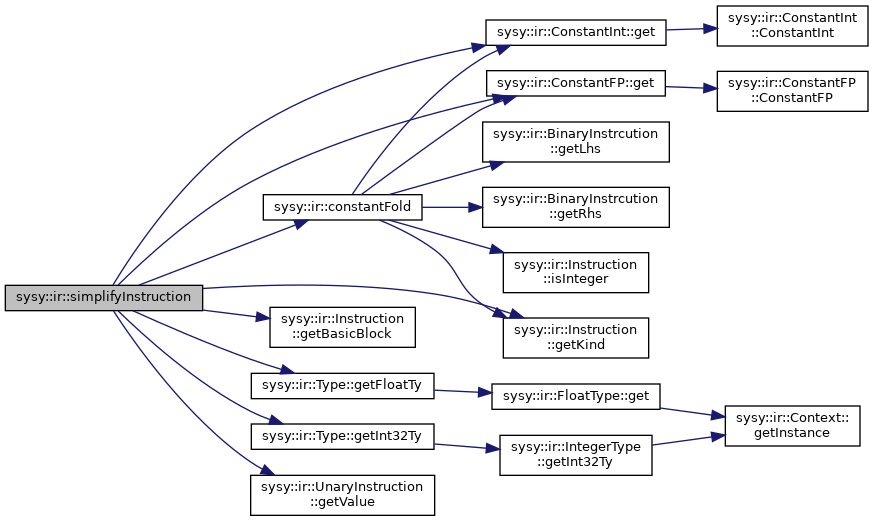 sysy::ir::simplifyInstruction
sysy::ir::constantFold
sysy::ir::Instruction
::getBasicBlock
sysy::ir::Type::getFloatTy
sysy::ir::Type::getInt32Ty
sysy::ir::UnaryInstruction
::getValue
sysy::ir::ConstantInt::get
sysy::ir::ConstantFP::get
sysy::ir::BinaryInstrcution
::getLhs
sysy::ir::BinaryInstrcution
::getRhs
sysy::ir::Instruction
::isInteger
sysy::ir::Instruction
::getKind
sysy::ir::FloatType::get
sysy::ir::IntegerType
::getInt32Ty
sysy::ir::ConstantInt
::ConstantInt
sysy::ir::ConstantFP
::ConstantFP
sysy::ir::Context::
getInstance